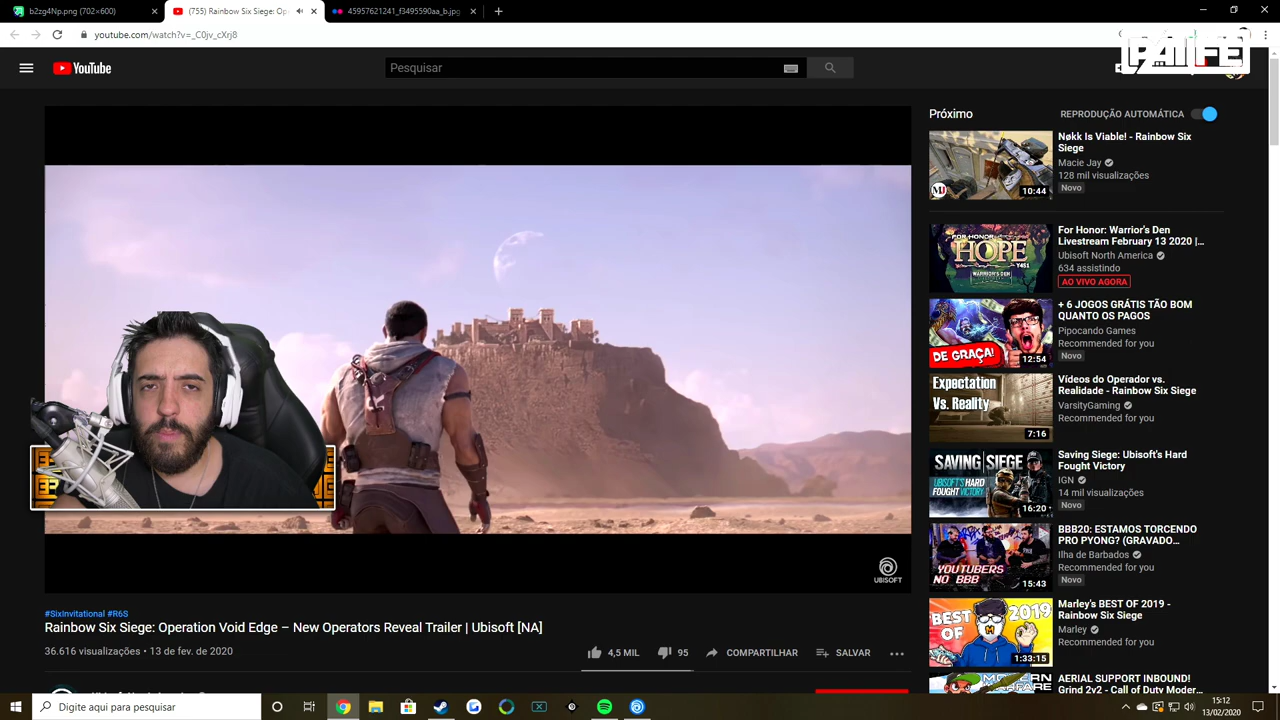 b2zg4Np.png (702×600)
(755) Rainbow Six Siege: Op
45957621241_f3495590aa_b.jpg
youtube.com/watch?v=_C0jv_cXrj8
PATIFE
YouTube
Pesquisar
Próximo
REPRODUÇÃO AUTOMÁTICA
10:44
Nøkk Is Viable! - Rainbow Six
Siege
Macie Jay
128 mil visualizações
Novo
FOR HONOR
HOPE
Y4S1
WARRIOR'S DEN
For Honor: Warrior's Den
Livestream February 13 2020 |...
Ubisoft North America
634 assistindo
AO VIVO AGORA
DE GRAÇA!
12:54
+ 6 JOGOS GRÁTIS TÃO BOM
QUANTO OS PAGOS
Pipocando Games
Recommended for you
Novo
Expectation
Vs. Reality
7:16
Vídeos do Operador vs.
Realidade - Rainbow Six Siege
VarsityGaming
Recommended for you
SAVING SIEGE
UBISOFT'S HARD
FOUGHT VICTORY
16:20
Saving Siege: Ubisoft's Hard
Fought Victory
IGN
14 mil visualizações
Novo
YOUTUBERS
NO BBB
15:43
BBB20: ESTAMOS TORCENDO
PRO PYONG? (GRAVADO...
Ilha de Barbados
Recommended for you
Novo
BEST 2019
OF
1:33:15
Marley's BEST OF 2019 -
Rainbow Six Siege
Marley
Recommended for you
MODERN
AERIAL SUPPORT INBOUND!
Grind 2v2 - Call of Duty Moder...
UBISOFT
#SixInvitational #R6S
Rainbow Six Siege: Operation Void Edge – New Operators Reveal Trailer | Ubisoft [NA]
36.616 visualizações • 13 de fev. de 2020
4,5 MIL
95
COMPARTILHAR
SALVAR
Digite aqui para pesquisar
15:12
13/02/2020